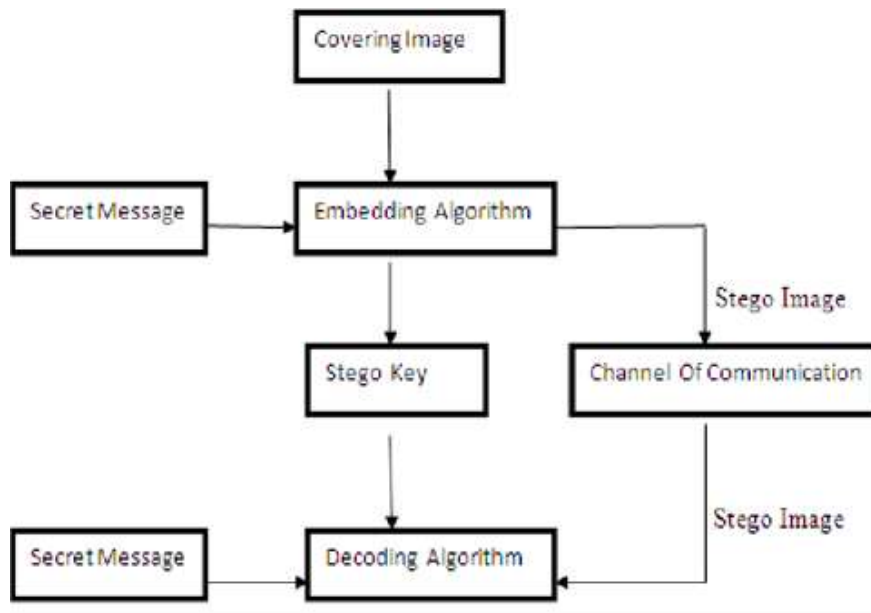 Covering Image
Secret Message
Embedding Algorithm
Stego Image
Stego Key
Channel Of Communication
Stego Image
Secret Message
Decoding Algorithm